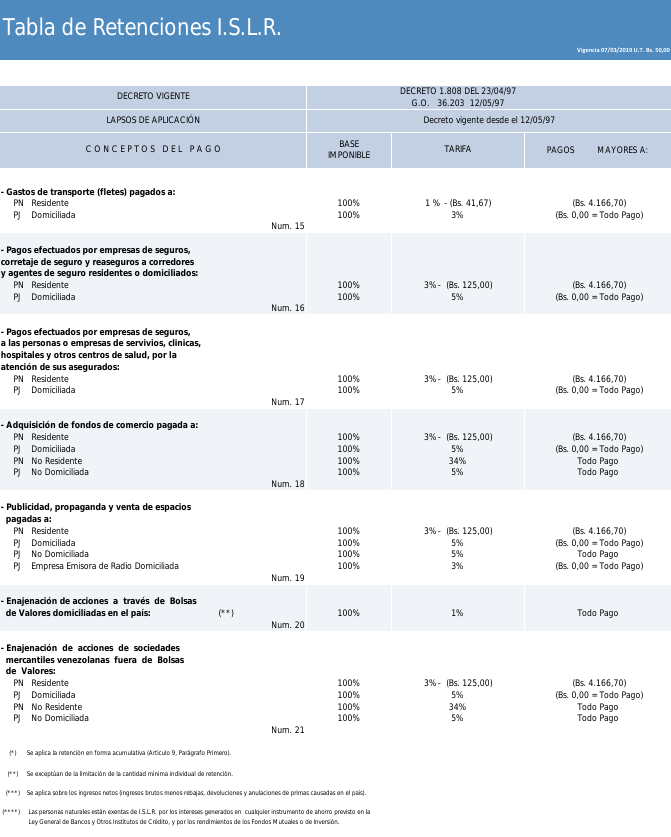 Tabla de Retenciones I.S.L.R.
Vigencia 07/03/2019 U.T. Bs. 50,00
DECRETO VIGENTE DECRETO 1.808 DEL 23/04/97
G.O. 36.203 12/05/97
LAPSOS DE APLICACIÓN Decreto vigente desde el 12/05/97
CONCEPTOS DEL PAGO BASE IMPONIBLE TARIFA PAGOS MAYORES A:
- Gastos de transporte (fletes) pagados a:
PN Residente 100% 1 % - (Bs. 41,67) (Bs. 4.166,70)
PJ Domiciliada 100% 3% (Bs. 0,00 = Todo Pago)
Num. 15
- Pagos efectuados por empresas de seguros,
corretaje de seguro y reaseguros a corredores
y agentes de seguro residentes o domiciliados:
PN Residente 100% 3% - (Bs. 125,00) (Bs. 4.166,70)
PJ Domiciliada 100% 5% (Bs. 0,00 = Todo Pago)
Num. 16
- Pagos efectuados por empresas de seguros,
a las personas o empresas de servivios, clinicas,
hospitales y otros centros de salud, por la
atención de sus asegurados:
PN Residente 100% 3% - (Bs. 125,00) (Bs. 4.166,70)
PJ Domiciliada 100% 5% (Bs. 0,00 = Todo Pago)
Num. 17
- Adquisición de fondos de comercio pagada a:
PN Residente 100% 3% - (Bs. 125,00) (Bs. 4.166,70)
PJ Domiciliada 100% 5% (Bs. 0,00 = Todo Pago)
PN No Residente 100% 34% Todo Pago
PJ No Domiciliada 100% 5% Todo Pago
Num. 18
- Publicidad, propaganda y venta de espacios
pagadas a:
PN Residente 100% 3% - (Bs. 125,00) (Bs. 4.166,70)
PJ Domiciliada 100% 5% (Bs. 0,00 = Todo Pago)
PJ No Domiciliada 100% 5% Todo Pago
PJ Empresa Emisora de Radio Domiciliada 100% 3% (Bs. 0,00 = Todo Pago)
Num. 19
- Enajenación de acciones a través de Bolsas
de Valores domiciliadas en el país: (**) 100% 1% Todo Pago
Num. 20
- Enajenación de acciones de sociedades
mercantiles venezolanas fuera de Bolsas
de Valores:
PN Residente 100% 3% - (Bs. 125,00) (Bs. 4.166,70)
PJ Domiciliada 100% 5% (Bs. 0,00 = Todo Pago)
PN No Residente 100% 34% Todo Pago
PJ No Domiciliada 100% 5% Todo Pago
Num. 21
(*) Se aplica la retención en forma acumulativa (Artículo 9, Parágrafo Primero).
(**) Se exceptúan de la limitación de la cantidad mínima individual de retención.
(***) Se aplica sobre los ingresos netos (ingresos brutos menos rebajas, devoluciones y anulaciones de primas causadas en el país).
(****) Las personas naturales están exentas de I.S.L.R. por los intereses generados en cualquier instrumento de ahorro previsto en la
Ley General de Bancos y Otros Institutos de Crédito, y por los rendimientos de los Fondos Mutuales o de Inversión.